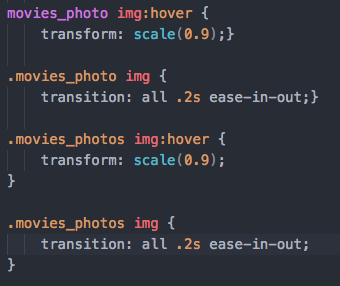 movies_photo img:hover {
    transform: scale(0.9);}
.movies_photo img {
    transition: all .2s ease-in-out;}
.movies_photos img:hover {
    transform: scale(0.9);
}
.movies_photos img {
    transition: all .2s ease-in-out;
}